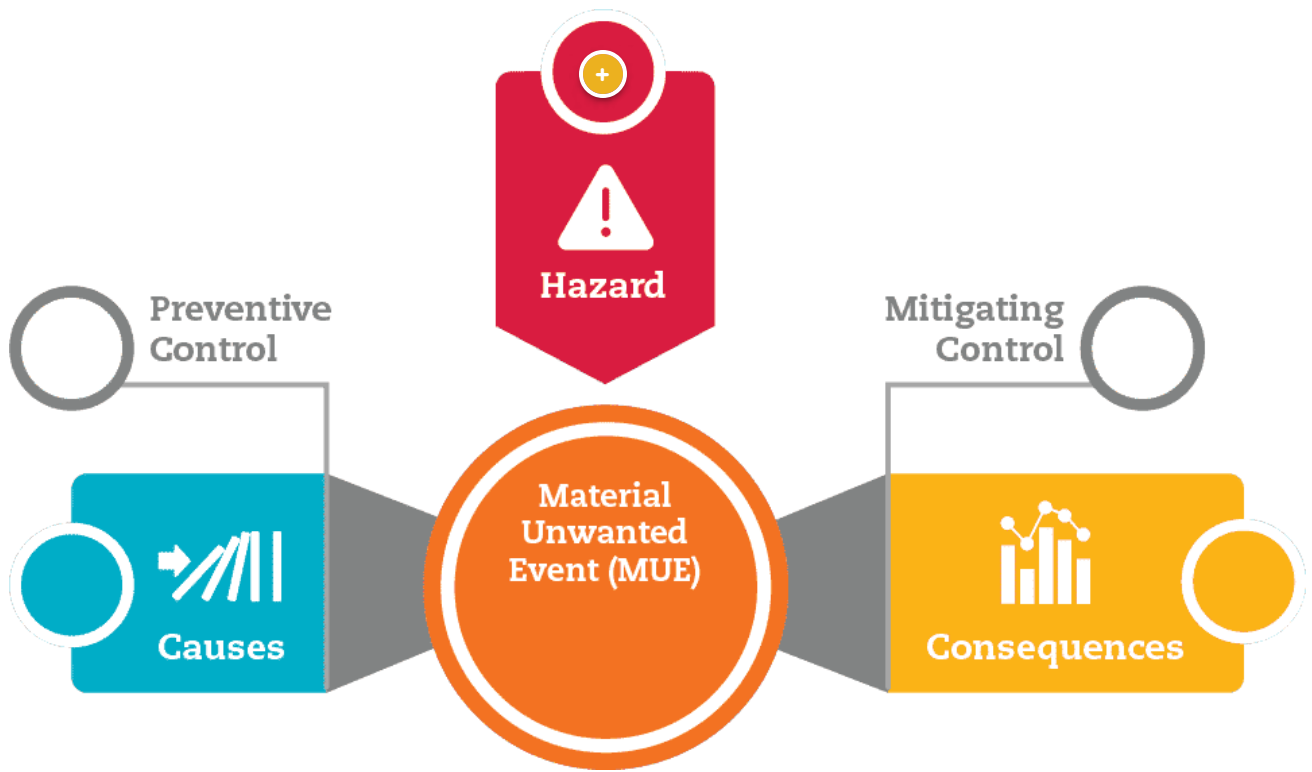 Hazard
Preventive
Control
Mitigating
Control
Material
Unwanted
Event (MUE)
Causes
Consequences